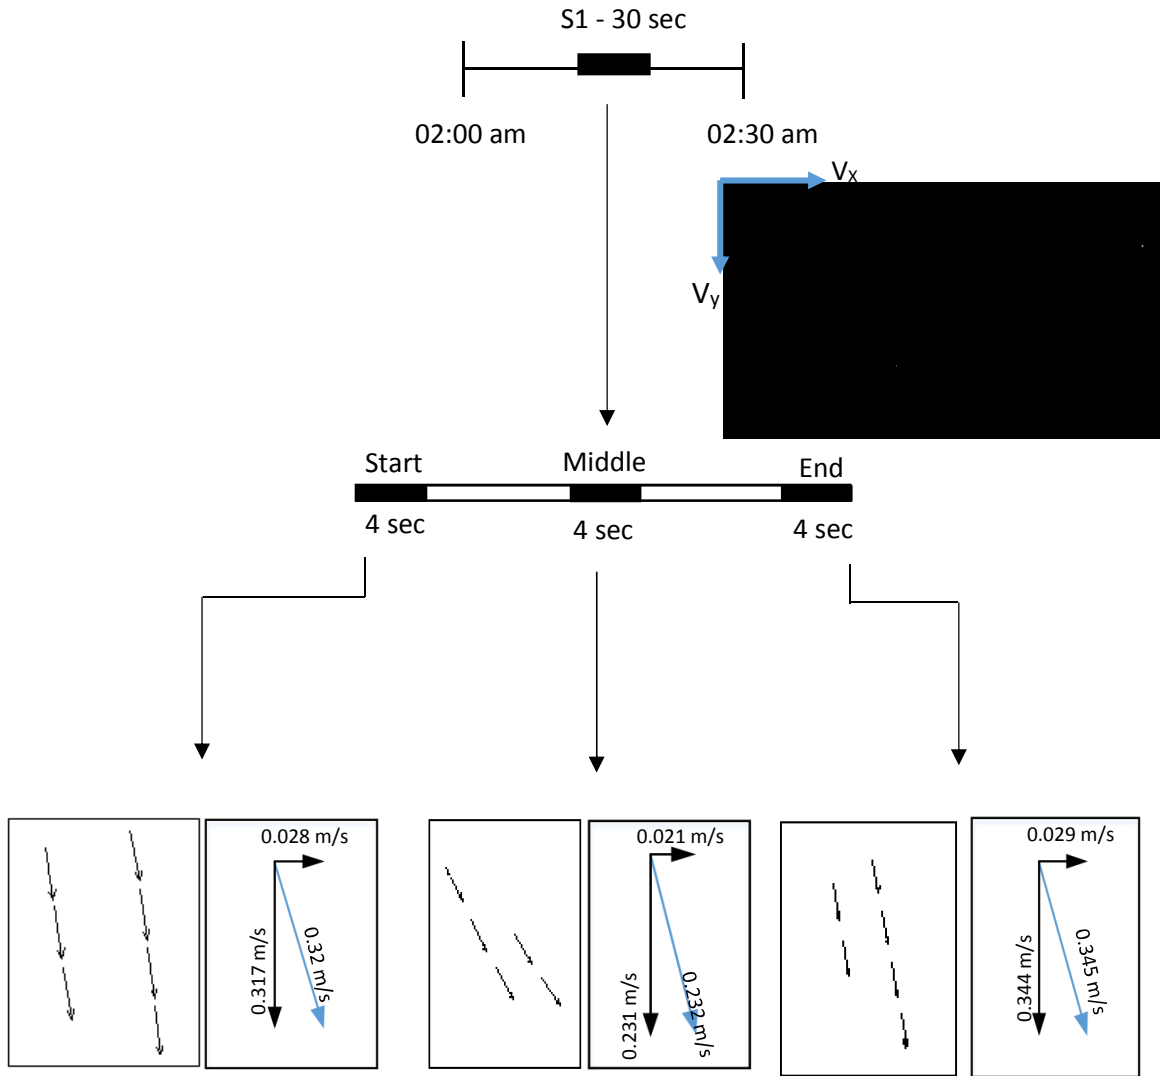 S1 - 30 sec
02:00 am
02:30 am
Vx
Vy
Start
Middle
End
4 sec
4 sec
4 sec
0.028 m/s
0.317 m/s
0.32 m/s
0.021 m/s
0.231 m/s
0.232 m/s
0.029 m/s
0.344 m/s
0.345 m/s